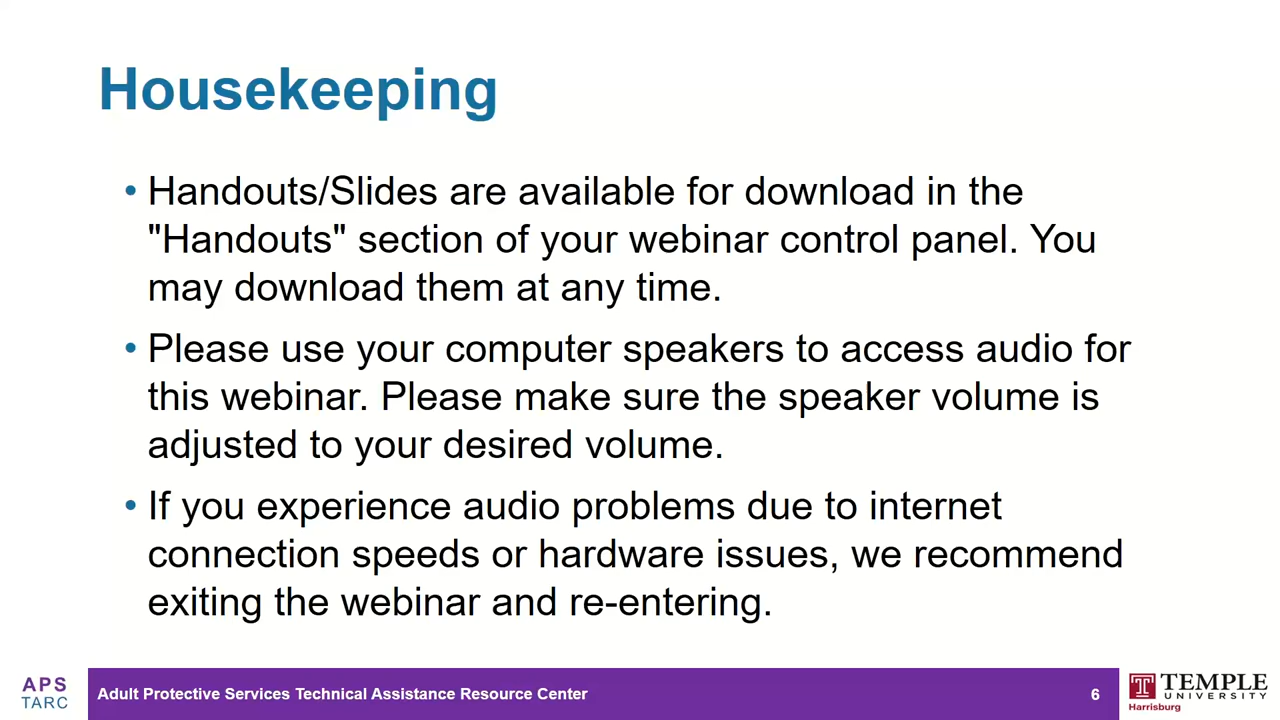 Housekeeping
• Handouts/Slides are available for download in the
"Handouts" section of your webinar control panel. You
may download them at any time.
• Please use your computer speakers to access audio for
this webinar. Please make sure the speaker volume is
adjusted to your desired volume.
• If you experience audio problems due to internet
connection speeds or hardware issues, we recommend
exiting the webinar and re-entering.
APS
TARC
Adult Protective Services Technical Assistance Resource Center
6
TEMPLE
UNIVERSITY
Harrisburg